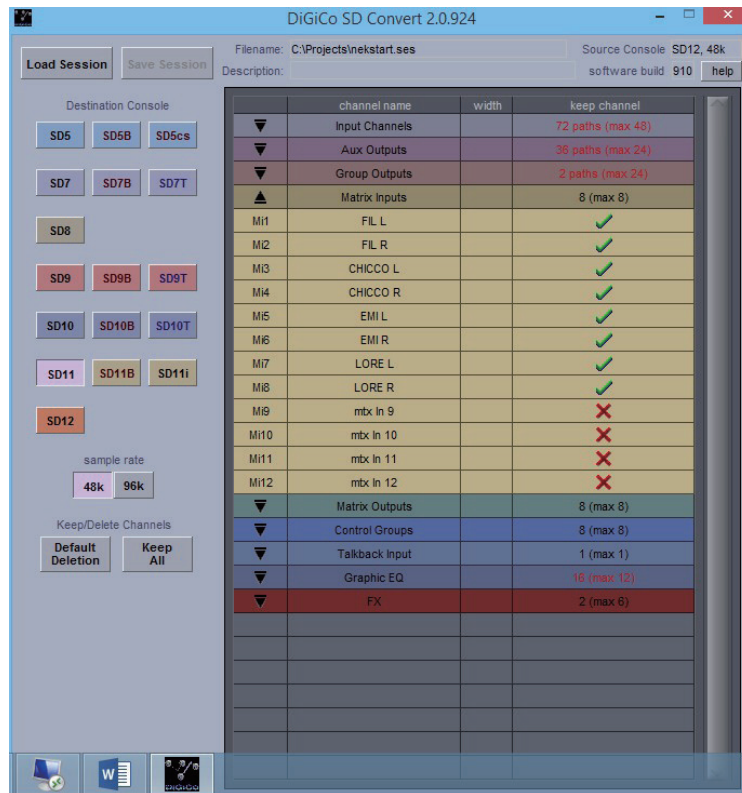 DiGiCo SD Convert 2.0.924
Load Session
Save Session
Filename: C:\Projects\nekstart.ses
Source Console SD12, 48k
Description:
software build 910 help
Destination Console
SD5 SD5B SD5cs
SD7 SD7B SD7T
SD8
SD9 SD9B SD9T
SD10 SD10B SD10T
SD11 SD11B SD11i
SD12
sample rate
48k 96k
Keep/Delete Channels
Default Deletion
Keep All
channel name width keep channel
Input Channels 72 paths (max 48)
Aux Outputs 36 paths (max 24)
Group Outputs 2 paths (max 24)
Matrix Inputs 8 (max 8)
Mi1 FIL L
Mi2 FIL R
Mi3 CHICCO L
Mi4 CHICCO R
Mi5 EMI L
Mi6 EMI R
Mi7 LORE L
Mi8 LORE R
Mi9 mtx In 9
Mi10 mtx In 10
Mi11 mtx In 11
Mi12 mtx In 12
Matrix Outputs 8 (max 8)
Control Groups 8 (max 8)
Talkback Input 1 (max 1)
Graphic EQ 16 (max 12)
FX 2 (max 6)
W
DiGiCo